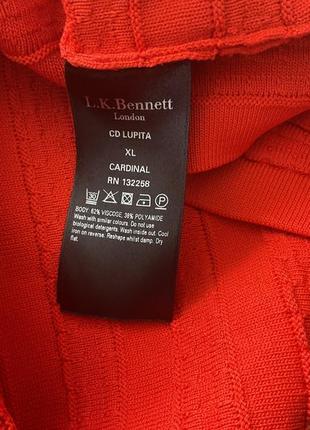 L.K.Bennett
London
CD LUPITA
XL
CARDINAL
RN 132258
30 P
BODY: 62% VISCOSE, 38% POLYAMIDE
Wash with similar colours. Do not use
biological detergents. Wash inside out. Cool
iron on reverse. Reshape whilst damp. Dry
flat.